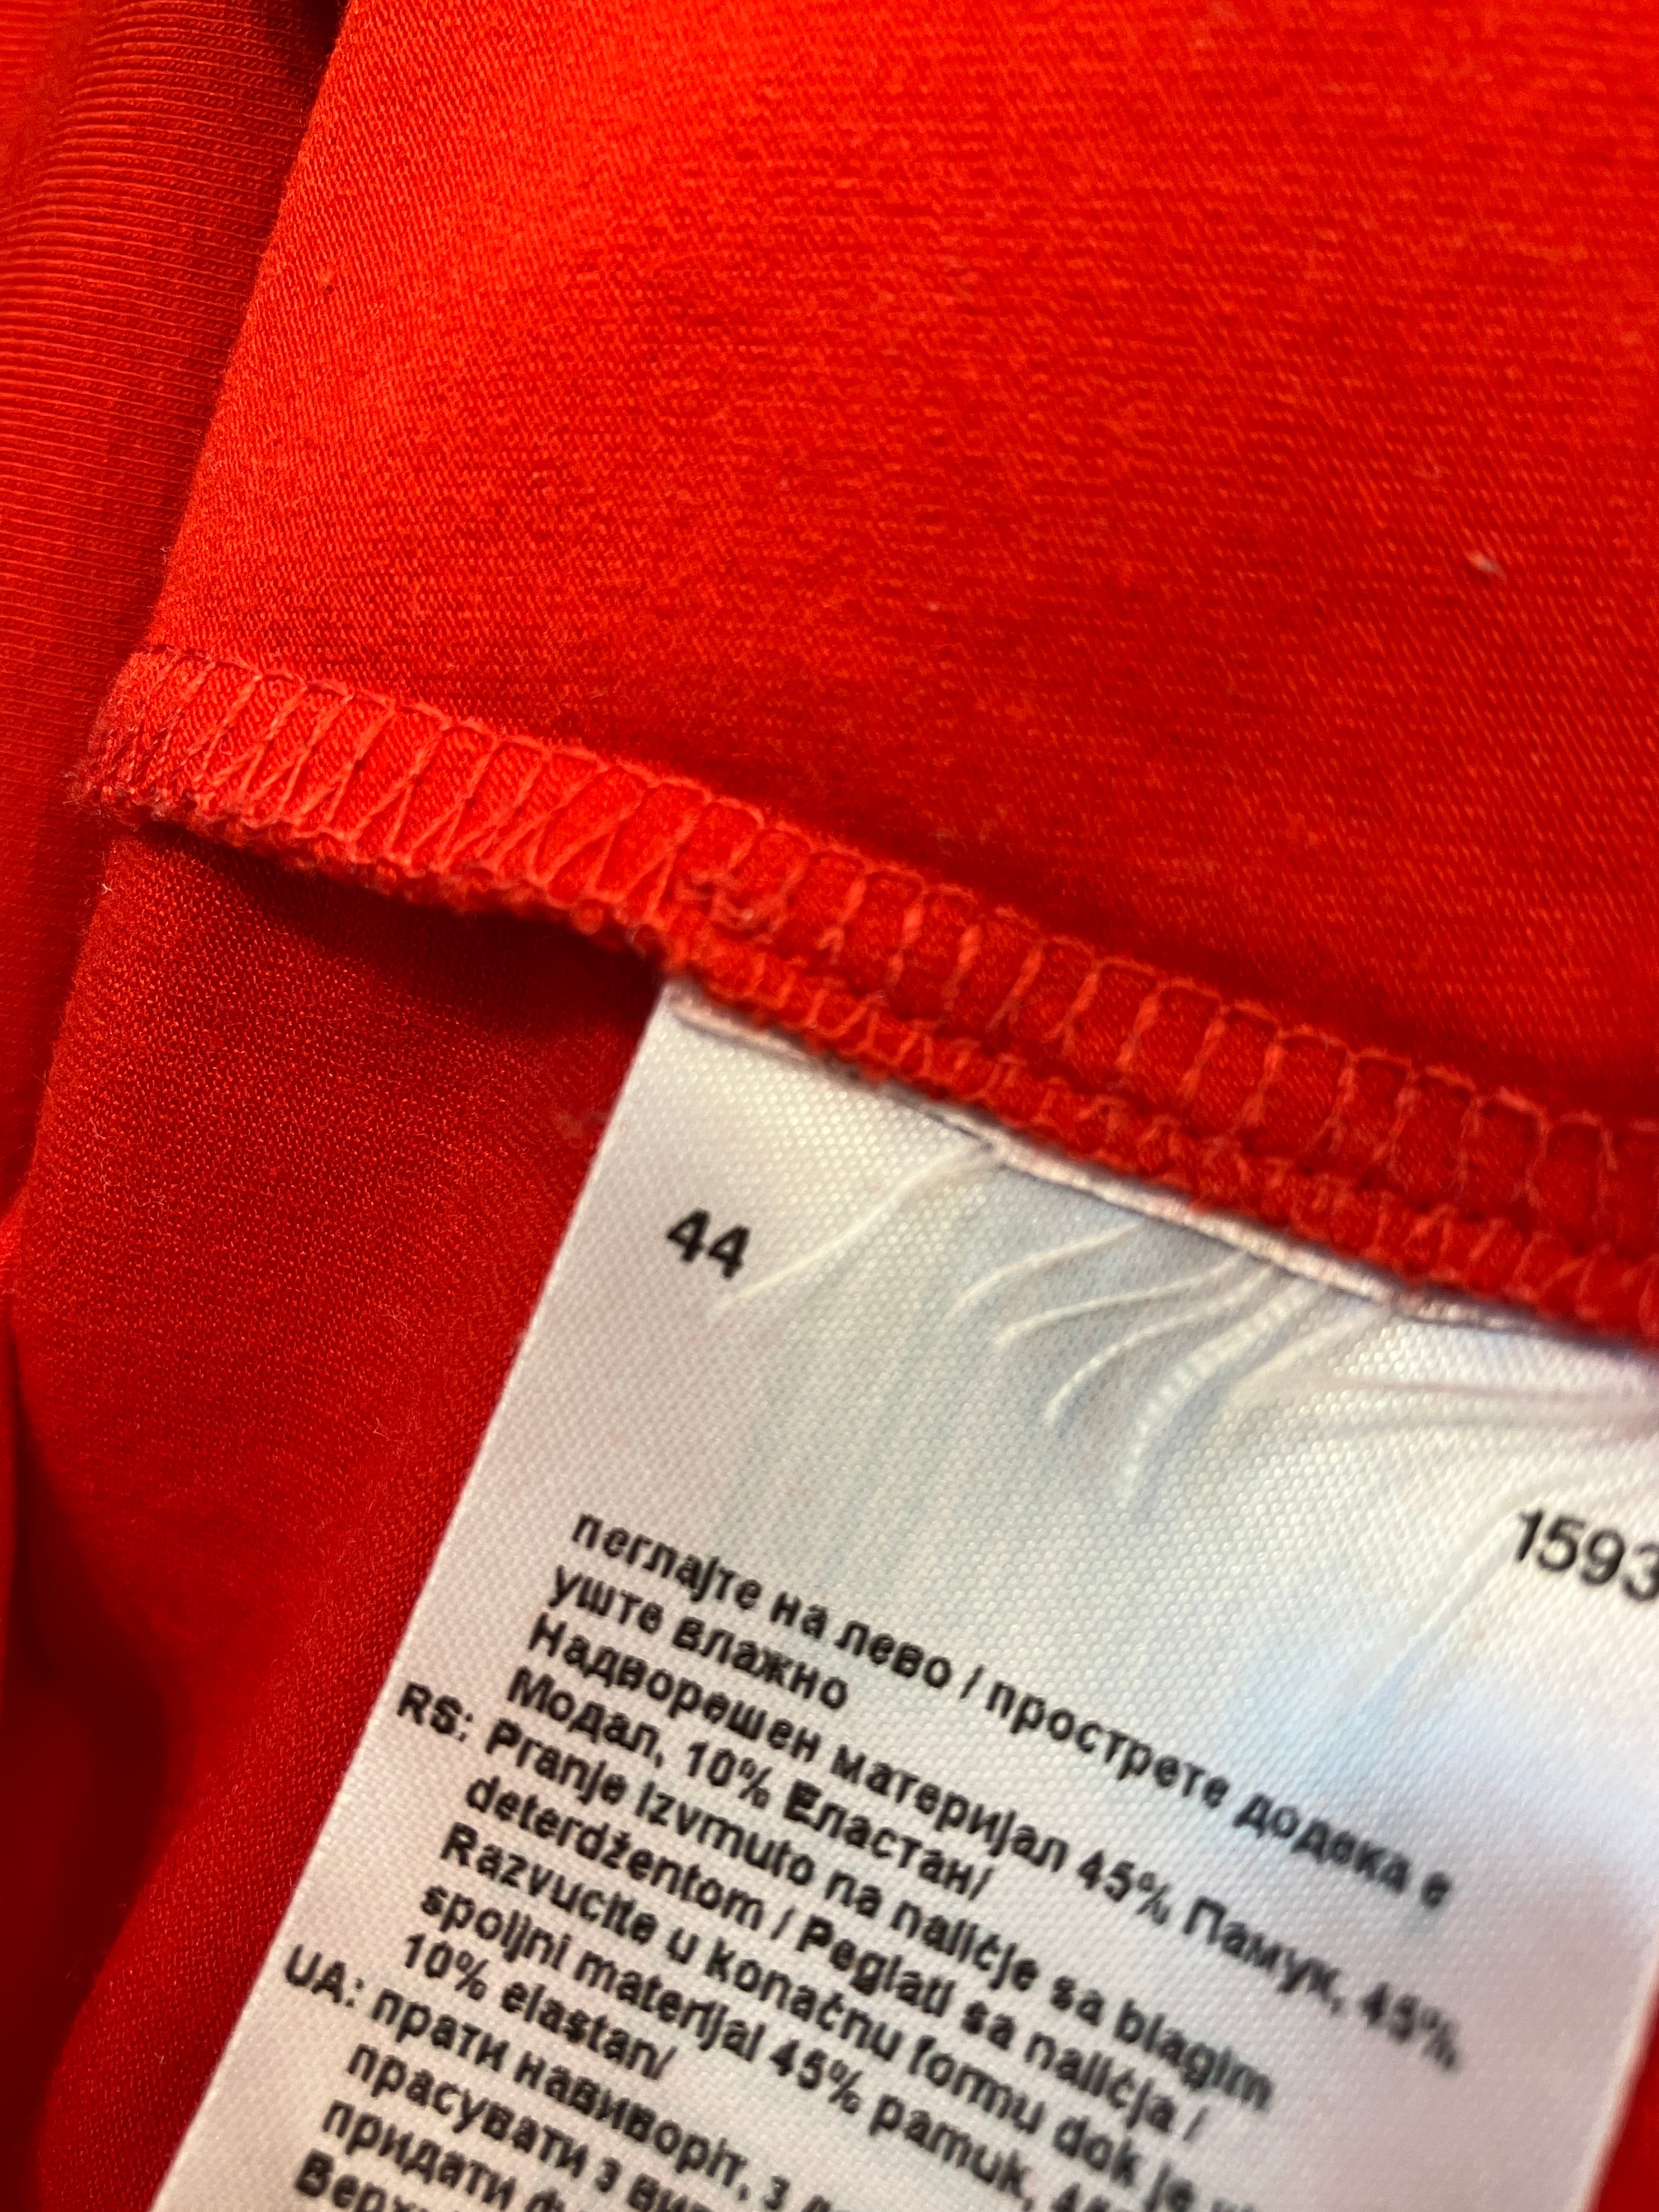 44
1593
пеглајте на лево / прострете додека е
уште влажно
Надворешен материјал 45% Памук, 45%
Модал, 10% Еластан/
RS: Pranje izvrnuto na naličje sa blagim
deterdžentom / Peglati sa naličja /
Razvucite u konačnu formu dok je
spoljni materijal 45% pamuk,
10% elastan/
UA: прати навиворіт, з
прасувати з
придати